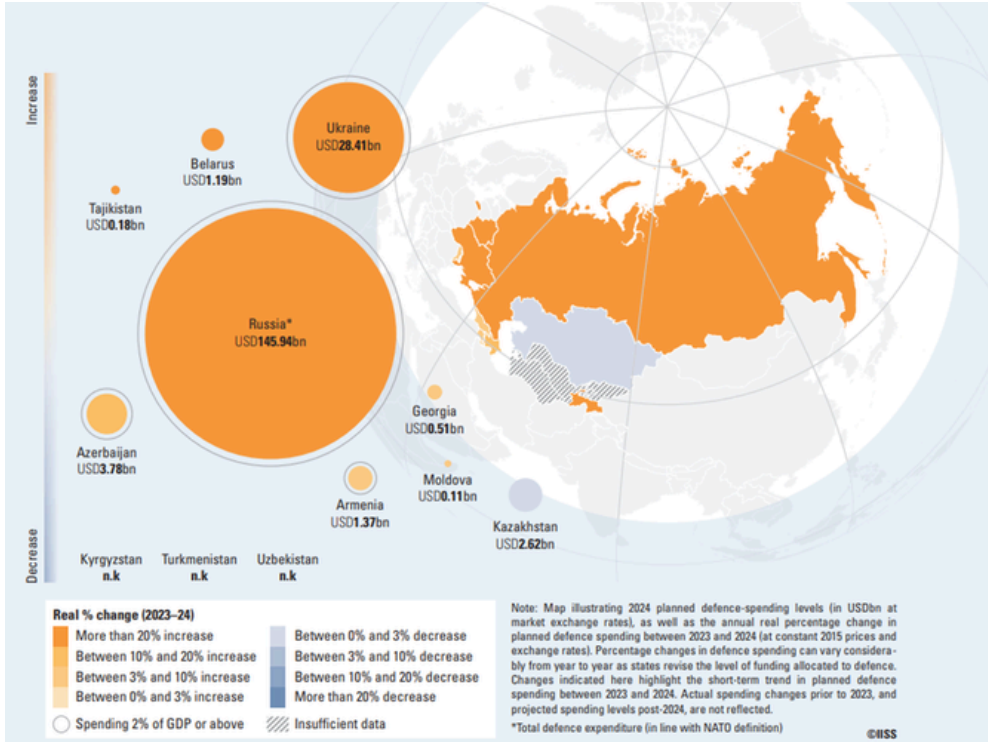 Increase
Ukraine
USD28.41bn
Belarus
USD1.19bn
Tajikistan
USD0.18bn
Russia*
USD145.94bn
Georgia
USD0.51bn
Azerbaijan
USD3.78bn
Moldova
USD0.11bn
Armenia
USD1.37bn
Kazakhstan
USD2.62bn
Decrease
Kyrgyzstan
n.k
Turkmenistan
n.k
Uzbekistan
n.k
Real % change (2023–24)
More than 20% increase
Between 10% and 20% increase
Between 3% and 10% increase
Between 0% and 3% increase
Between 0% and 3% decrease
Between 3% and 10% decrease
Between 10% and 20% decrease
More than 20% decrease
Spending 2% of GDP or above
Insufficient data
Note: Map illustrating 2024 planned defence-spending levels (in USDbn at
market exchange rates), as well as the annual real percentage change in
planned defence spending between 2023 and 2024 (at constant 2015 prices and
exchange rates). Percentage changes in defence spending can vary considera-
bly from year to year as states revise the level of funding allocated to defence.
Changes indicated here highlight the short-term trend in planned defence
spending between 2023 and 2024. Actual spending changes prior to 2023, and
projected spending levels post-2024, are not reflected.
*Total defence expenditure (in line with NATO definition)
©IISS